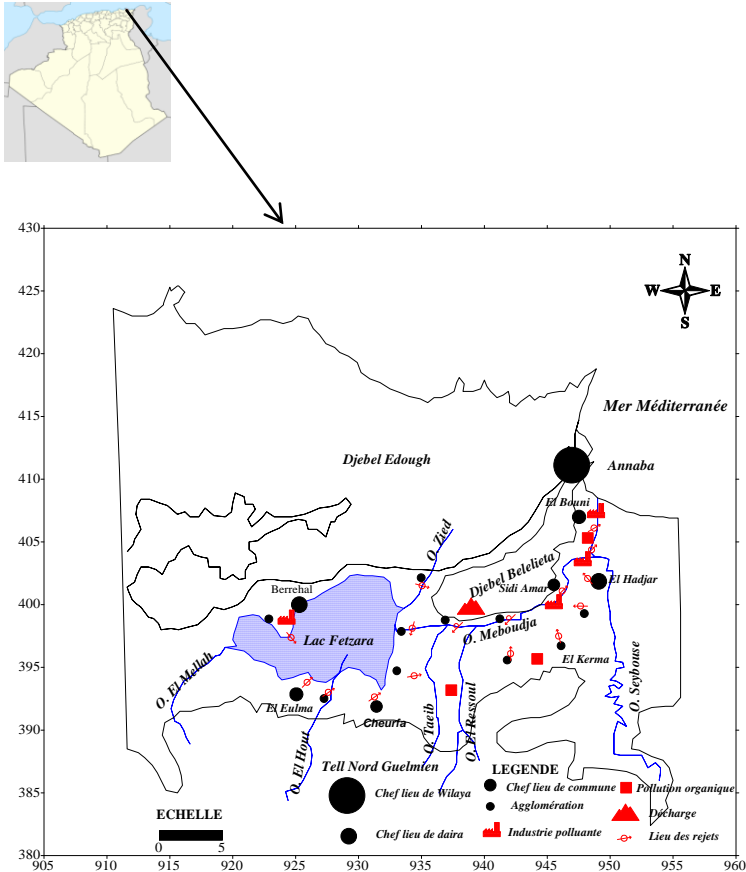 430
425
420
415
410
405
400
395
390
385
380
905
910
915
920
925
930
935
940
945
950
955
960
N
W
E
S
Mer Méditerranée
Djebel Edough
Annaba
El Bouni
O. Zied
Djebel Belelieta
Sidi Amar
El Hadjar
Berrehal
Lac Fetzara
O. Meboudja
O. El Mellah
El Kerma
O. Seybouse
El Eulma
Cheurfa
O. El Hout
O. Taeib
O. El Ressoul
Tell Nord Guelmien
LEGENDE
Chef lieu de Wilaya
Chef lieu de commune
Pollution organique
Agglomération
Décharge
ECHELLE
0 5
Chef lieu de daira
Industrie polluante
Lieu des rejets